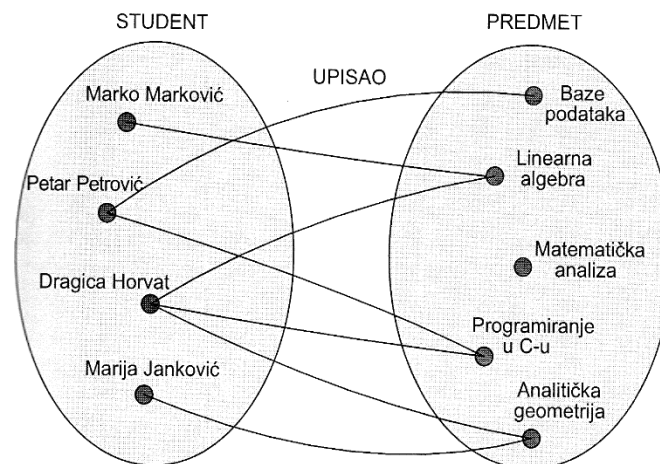 STUDENT
PREDMET
UPISAO
Marko Marković
Petar Petrović
Dragica Horvat
Marija Janković
Baze
podataka
Linearna
algebra
Matematička
analiza
Programiranje
u C-u
Analitička
geometrija